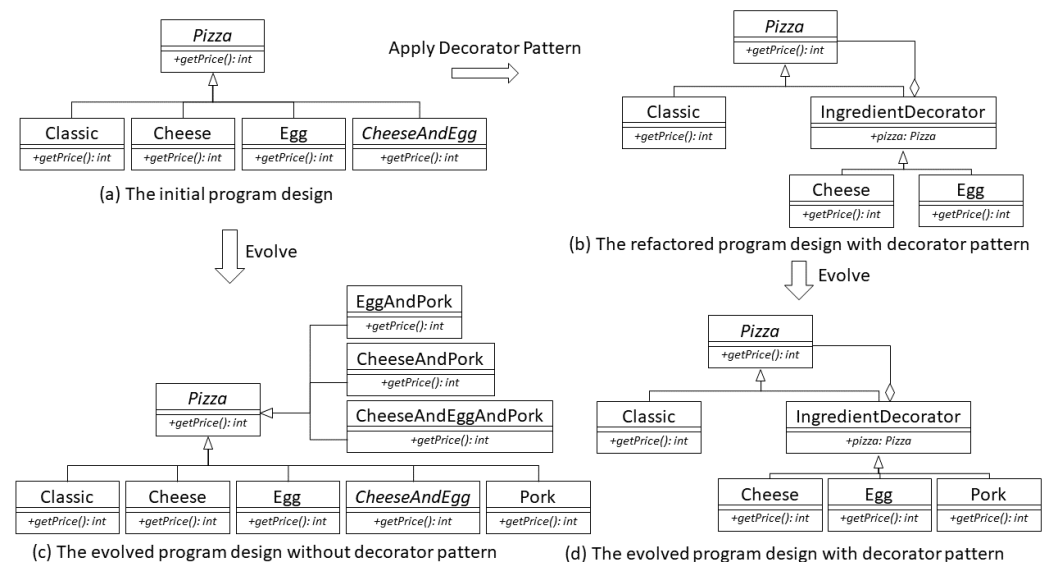 Pizza
+getPrice(): int
Classic
+getPrice(): int
Cheese
+getPrice(): int
Egg
+getPrice(): int
CheeseAndEgg
+getPrice(): int
(a) The initial program design
Apply Decorator Pattern
Pizza
+getPrice(): int
Classic
+getPrice(): int
IngredientDecorator
+pizza: Pizza
Cheese
+getPrice(): int
Egg
+getPrice(): int
(b) The refactored program design with decorator pattern
Evolve
Evolve
EggAndPork
+getPrice(): int
CheeseAndPork
+getPrice(): int
CheeseAndEggAndPork
+getPrice(): int
Pizza
+getPrice(): int
Classic
+getPrice(): int
Cheese
+getPrice(): int
Egg
+getPrice(): int
CheeseAndEgg
+getPrice(): int
Pork
+getPrice(): int
(c) The evolved program design without decorator pattern
Pizza
+getPrice(): int
Classic
+getPrice(): int
IngredientDecorator
+pizza: Pizza
Cheese
+getPrice(): int
Egg
+getPrice(): int
Pork
+getPrice(): int
(d) The evolved program design with decorator pattern